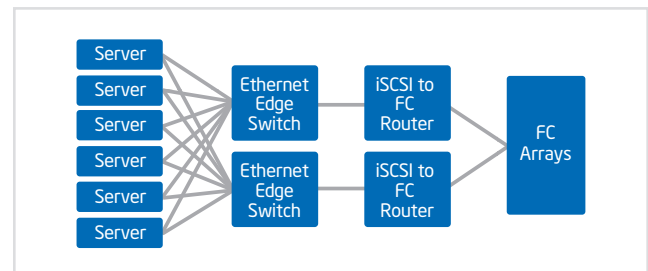 Server
Server
Server
Server
Server
Server
Ethernet
Edge
Switch
Ethernet
Edge
Switch
iSCSI to
FC
Router
iSCSI to
FC
Router
FC
Arrays